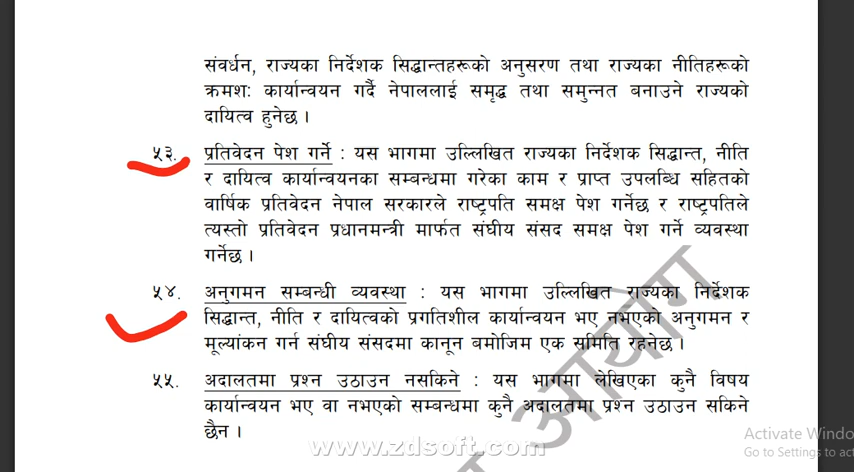 संवर्धन, राज्यका निर्देशक सिद्धान्तहरूको अनुसरण तथा राज्यका नीतिहरूको
क्रमशः कार्यान्वयन गर्दै नेपाललाई समृद्ध तथा समुन्नत बनाउने राज्यको
दायित्व हुनेछ ।
५३. प्रतिवेदन पेश गर्ने : यस भागमा उल्लिखित राज्यका निर्देशक सिद्धान्त, नीति
र दायित्व कार्यान्वयनका सम्बन्धमा गरेका काम र प्राप्त उपलब्धि सहितको
वार्षिक प्रतिवेदन नेपाल सरकारले राष्ट्रपति समक्ष पेश गर्नेछ र राष्ट्रपतिले
त्यस्तो प्रतिवेदन प्रधानमन्त्री मार्फत संघीय संसद समक्ष पेश गर्ने व्यवस्था
गर्नेछ ।
५४. अनुगमन सम्बन्धी व्यवस्था : यस भागमा उल्लिखित राज्यका निर्देशक
सिद्धान्त, नीति र दायित्वको प्रगतिशील कार्यान्वयन भए नभएको अनुगमन र
मूल्यांकन गर्न संघीय संसदमा कानून बमोजिम एक समिति रहनेछ ।
५५. अदालतमा प्रश्न उठाउन नसकिने : यस भागमा लेखिएका कुनै विषय
कार्यान्वयन भए वा नभएको सम्बन्धमा कुनै अदालतमा प्रश्न उठाउन सकिने
छैन ।
आयोग
www.zdsoft.com
Activate Windo
Go to Settings to act